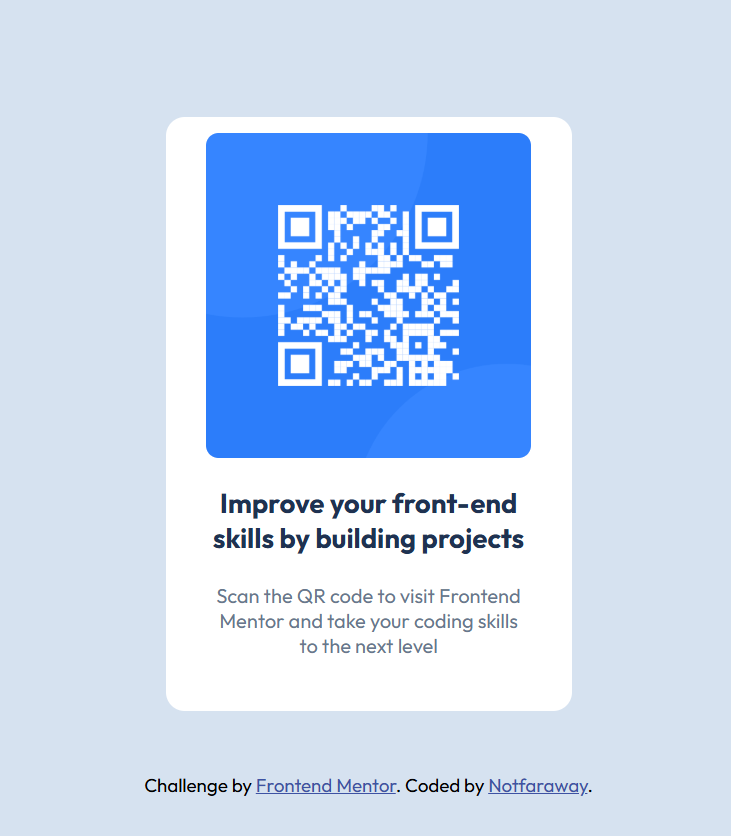 Improve your front-end
skills by building projects
Scan the QR code to visit Frontend
Mentor and take your coding skills
to the next level
Challenge by Frontend Mentor. Coded by Notfaraway.